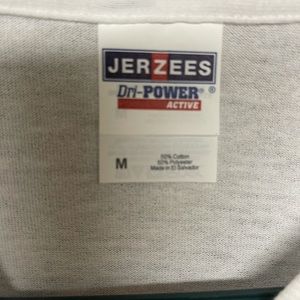 JERZEES
Dri-POWER®
ACTIVE
M
50% Cotton
50% Polyester
Made in El Salvador